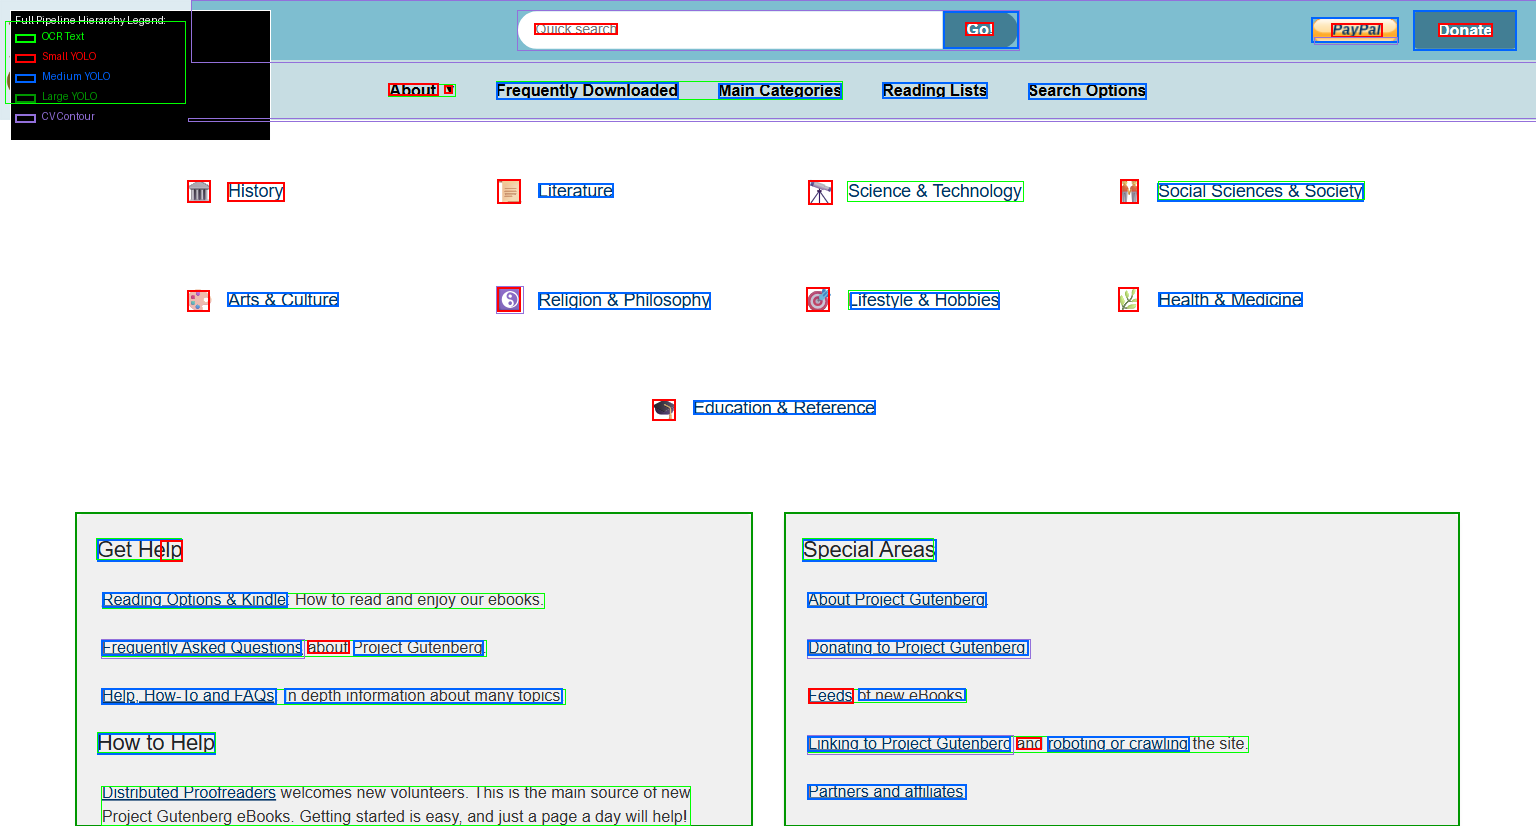 Full Pipeline Hierarchy Legend:
OCR Text
Small YOLO
Medium YOLO
Large YOLO
CV Contour
Quick search
Go!
PayPal
Donate
About
Frequently Downloaded
Main Categories
Reading Lists
Search Options
History
Literature
Science & Technology
Social Sciences & Society
Arts & Culture
Religion & Philosophy
Lifestyle & Hobbies
Health & Medicine
Education & Reference
Get Help
Reading Options & Kindle: How to read and enjoy our ebooks.
Frequently Asked Questions about Project Gutenberg.
Help, How-To and FAQs: In depth information about many topics.
How to Help
Distributed Proofreaders welcomes new volunteers. This is the main source of new
Project Gutenberg eBooks. Getting started is easy, and just a page a day will help!
Special Areas
About Project Gutenberg.
Donating to Project Gutenberg.
Feeds of new eBooks.
Linking to Project Gutenberg and roboting or crawling the site.
Partners and affiliates.